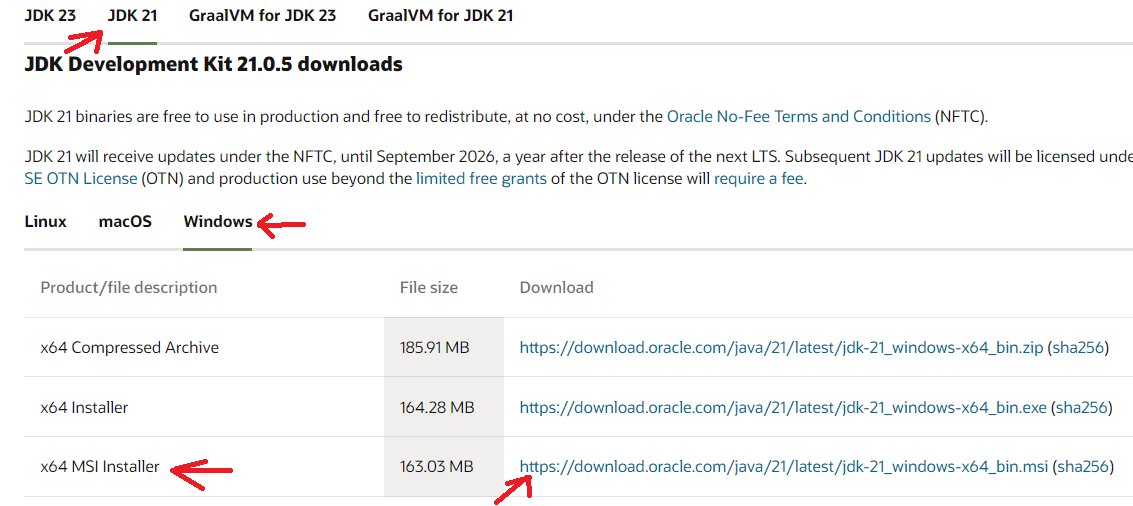 JDK 23 JDK 21 GraalVM for JDK 23 GraalVM for JDK 21
JDK Development Kit 21.0.5 downloads
JDK 21 binaries are free to use in production and free to redistribute, at no cost, under the Oracle No-Fee Terms and Conditions (NFTC).
JDK 21 will receive updates under the NFTC, until September 2026, a year after the release of the next LTS. Subsequent JDK 21 updates will be licensed unde
SE OTN License (OTN) and production use beyond the limited free grants of the OTN license will require a fee.
Linux macOS Windows
Product/file description File size Download
x64 Compressed Archive 185.91 MB https://download.oracle.com/java/21/latest/jdk-21_windows-x64_bin.zip (sha256)
x64 Installer 164.28 MB https://download.oracle.com/java/21/latest/jdk-21_windows-x64_bin.exe (sha256)
x64 MSI Installer 163.03 MB https://download.oracle.com/java/21/latest/jdk-21_windows-x64_bin.msi (sha256)